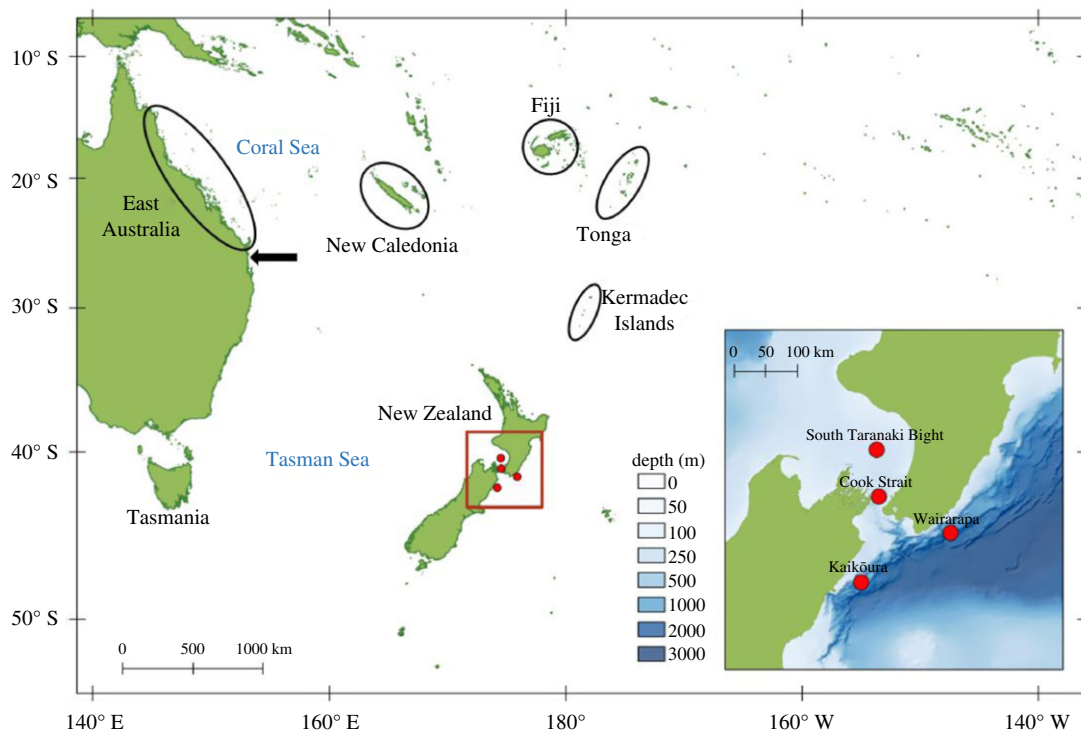 10° S
20° S
30° S
40° S
50° S
140° E
160° E
180°
160° W
140° W
Coral Sea
East
Australia
New Caledonia
Fiji
Tonga
Kermadec
Islands
New Zealand
Tasman Sea
Tasmania
0 500 1000 km
depth (m)
0
50
100
250
500
1000
2000
3000
0 50 100 km
South Taranaki Bight
Cook Strait
Wairarapa
Kaikōura